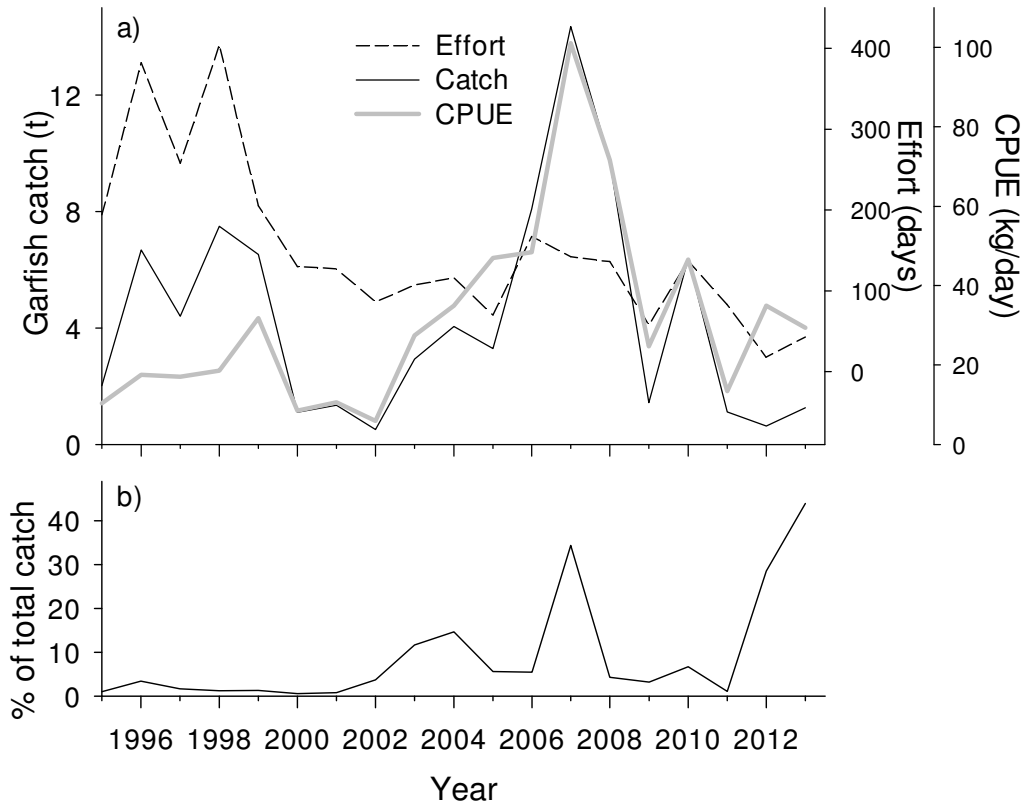 a)
Effort
Catch
CPUE
Garfish catch (t)
12
8
4
0
400
300
200
100
0
Effort (days)
100
80
60
40
20
0
CPUE (kg/day)
b)
% of total catch
40
30
20
10
0
1996 1998 2000 2002 2004 2006 2008 2010 2012
Year